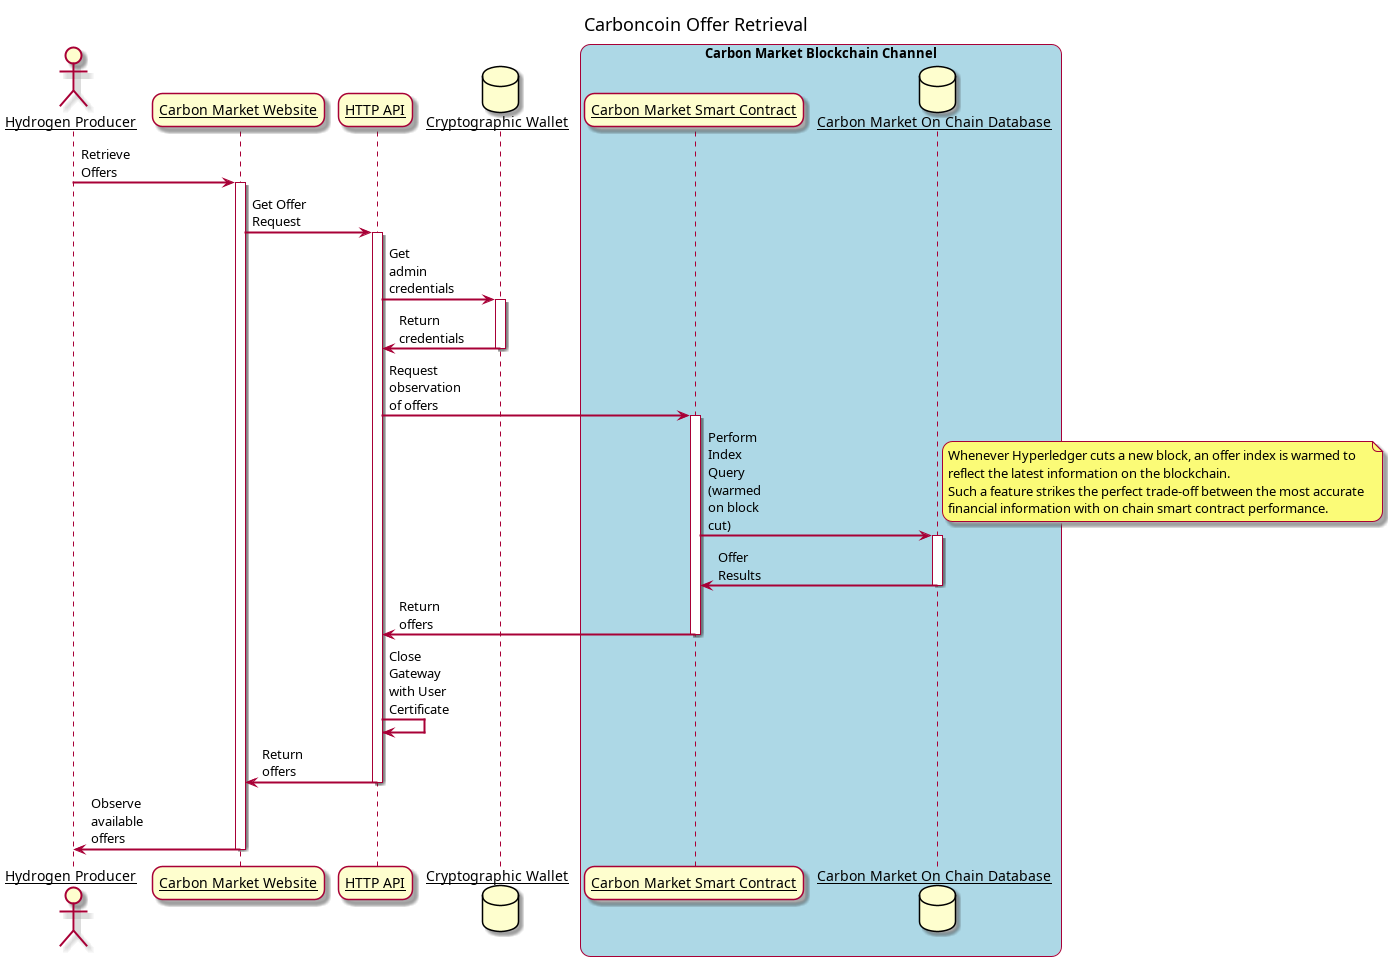 Carboncoin Offer Retrieval
Carbon Market Blockchain Channel
Hydrogen Producer
Carbon Market Website
HTTP API
Cryptographic Wallet
Carbon Market Smart Contract
Carbon Market On Chain Database
Retrieve
Offers
Get Offer
Request
Get
admin
credentials
Return
credentials
Request
observation
of offers
Perform
Index
Query
(warmed
on block
cut)
Whenever Hyperledger cuts a new block, an offer index is warmed to
reflect the latest information on the blockchain.
Such a feature strikes the perfect trade-off between the most accurate
financial information with on chain smart contract performance.
Offer
Results
Return
offers
Close
Gateway
with User
Certificate
Return
offers
Observe
available
offers
Hydrogen Producer
Carbon Market Website
HTTP API
Cryptographic Wallet
Carbon Market Smart Contract
Carbon Market On Chain Database